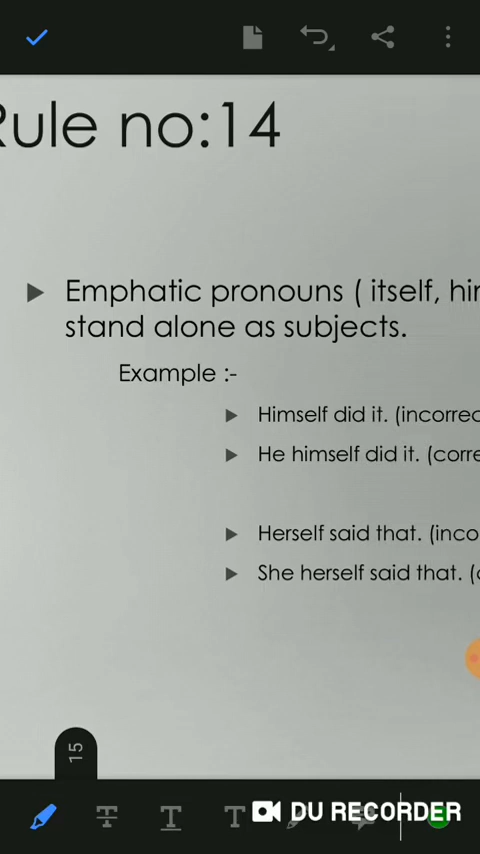 Rule no:14
Emphatic pronouns ( itself,
stand alone as subjects.
Example :-
Himself did it.
He himself did it.
Herself said that.
She herself said that.
15
DU RECORDER